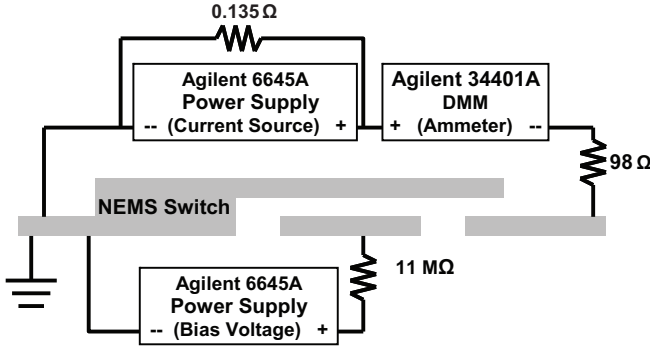 0.135 Ω
Agilent 6645A
Power Supply
-- (Current Source) +
Agilent 34401A
DMM
+ (Ammeter) --
98 Ω
NEMS Switch
11 MΩ
Agilent 6645A
Power Supply
-- (Bias Voltage) +